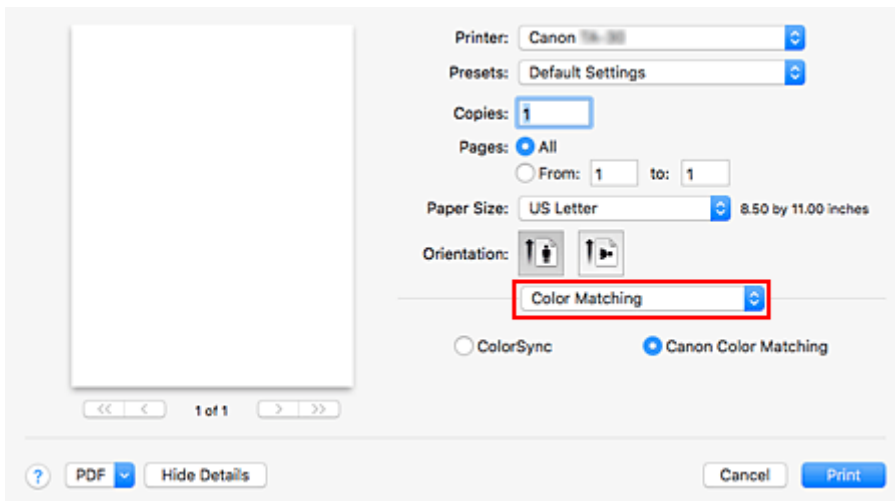 Printer: Canon
Presets: Default Settings
Copies: 1
Pages: All
From: 1 to: 1
Paper Size: US Letter 8.50 by 11.00 inches
Orientation:
Color Matching
ColorSync Canon Color Matching
<< < 1 of 1 > >>
? PDF Hide Details Cancel Print